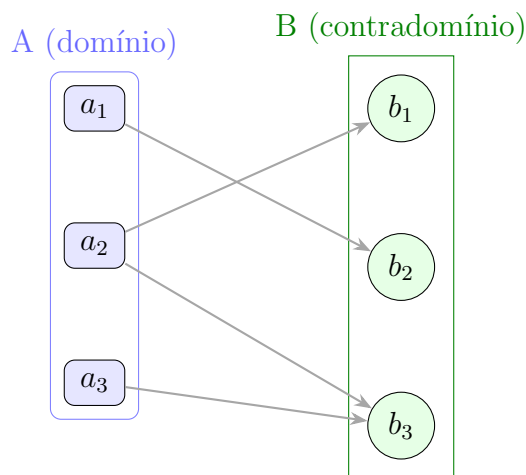 A (domínio)
B (contradomínio)
a₁
b₁
a₂
b₂
a₃
b₃